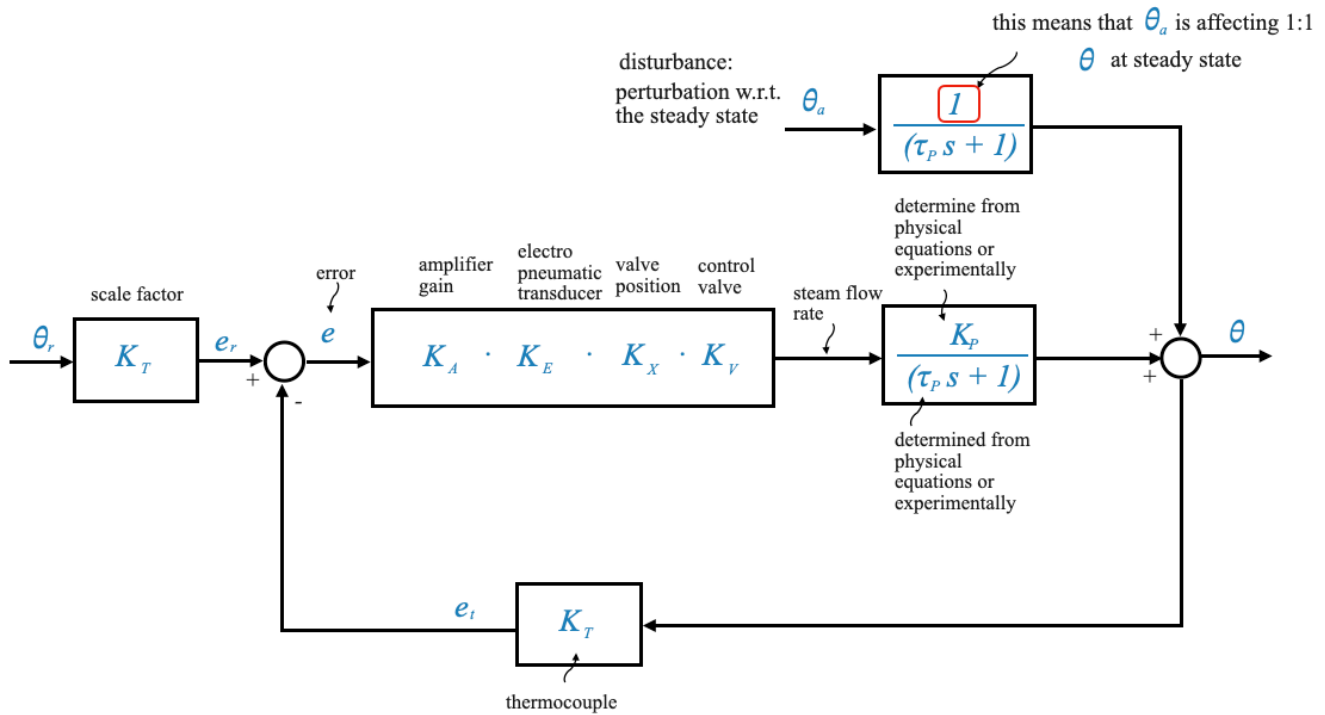 this means that θa is affecting 1:1
θ at steady state
disturbance:
perturbation w.r.t.
the steady state
θa
1
(τP s + 1)
determine from
physical
equations or
experimentally
scale factor
error
amplifier
gain
electro
pneumatic
transducer
valve
position
control
valve
steam flow
rate
θr
KT
er
+
-
e
KA · KE · KX · KV
KP
(τP s + 1)
+
+
θ
determined from
physical
equations or
experimentally
et
KT
thermocouple